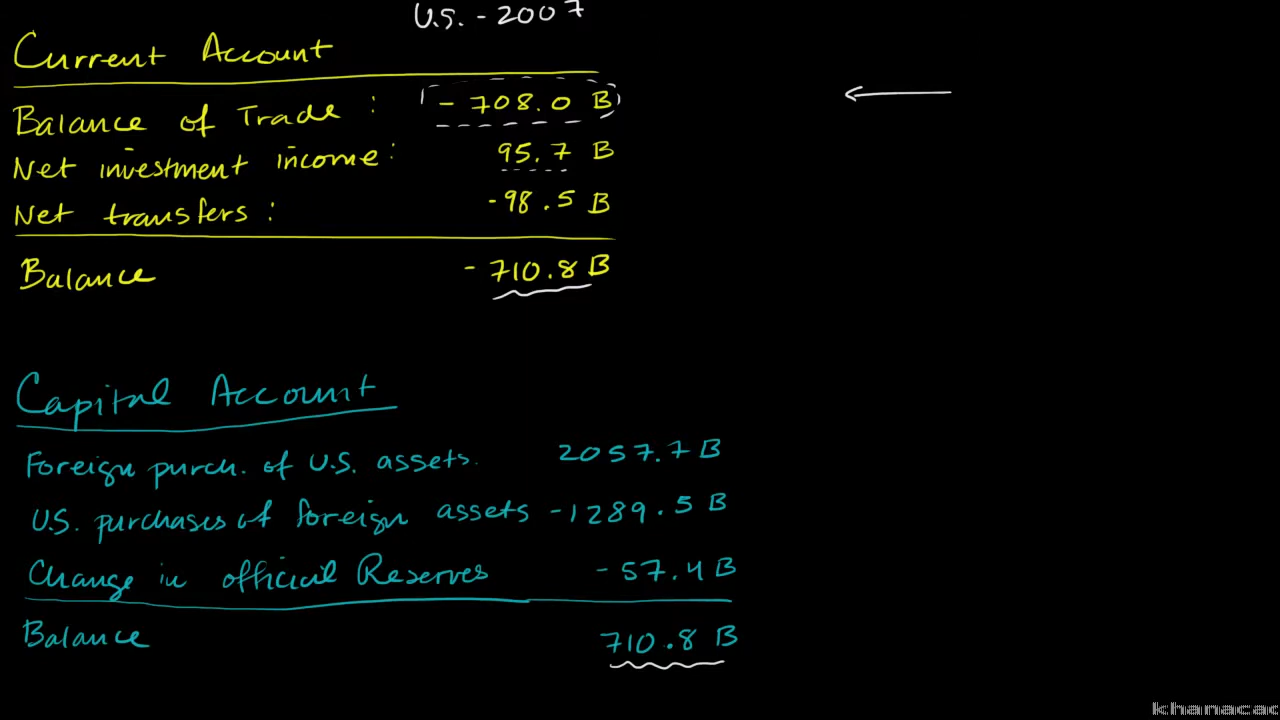 U.S. - 2007
Current Account
Balance of Trade: - 708.0 B
Net investment income: 95.7 B
Net transfers: -98.5 B
Balance - 710.8 B
Capital Account
Foreign purch. of U.S. assets. 2057.7 B
U.S. purchases of foreign assets -1289.5 B
Change in official Reserves -57.4 B
Balance 710.8 B
khanacac